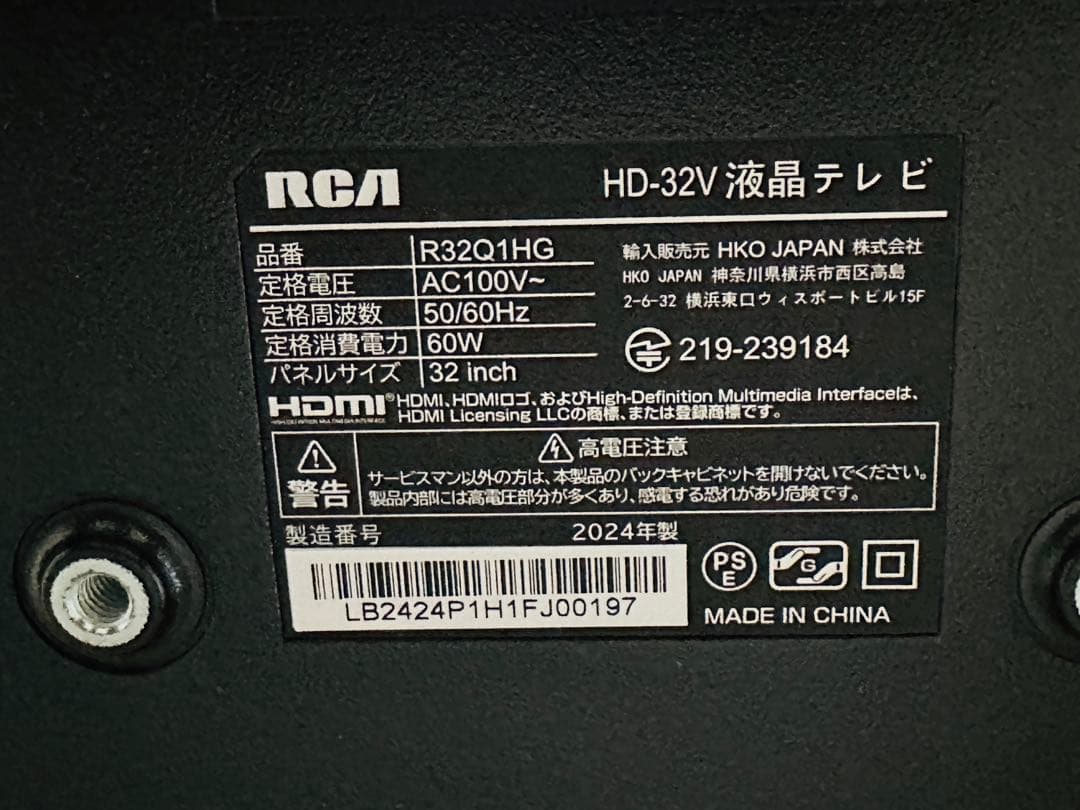 RCA
HD-32V 液晶テレビ
品番 R32Q1HG
定格電圧 AC100V~
定格周波数 50/60Hz
定格消費電力 60W
パネルサイズ 32 inch
輸入販売元 HKO JAPAN 株式会社
HKO JAPAN 神奈川県横浜市西区高島
2-6-32 横浜東口ウィスポートビル15F
219-239184
HDMI® HDMI、HDMIロゴ、およびHigh-Definition Multimedia Interfaceは、
HDMI Licensing LLCの商標、または登録商標です。
警告
高電圧注意
サービスマン以外の方は、本製品のバックキャビネットを開けないでください。
製品内部には高電圧部分が多くあり、感電する恐れがあり危険です。
製造番号 2024年製
LB2424P1H1FJ00197
PS
E
G
MADE IN CHINA